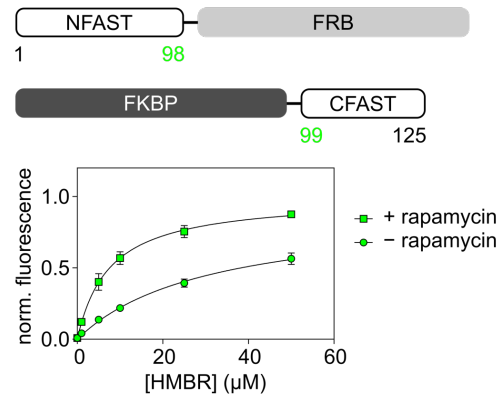 NFAST FRB
1 98
FKBP CFAST
99 125
norm. fluorescence
1.0
0.5
0.0
0 20 40 60
[HMBR] (μM)
+ rapamycin
− rapamycin